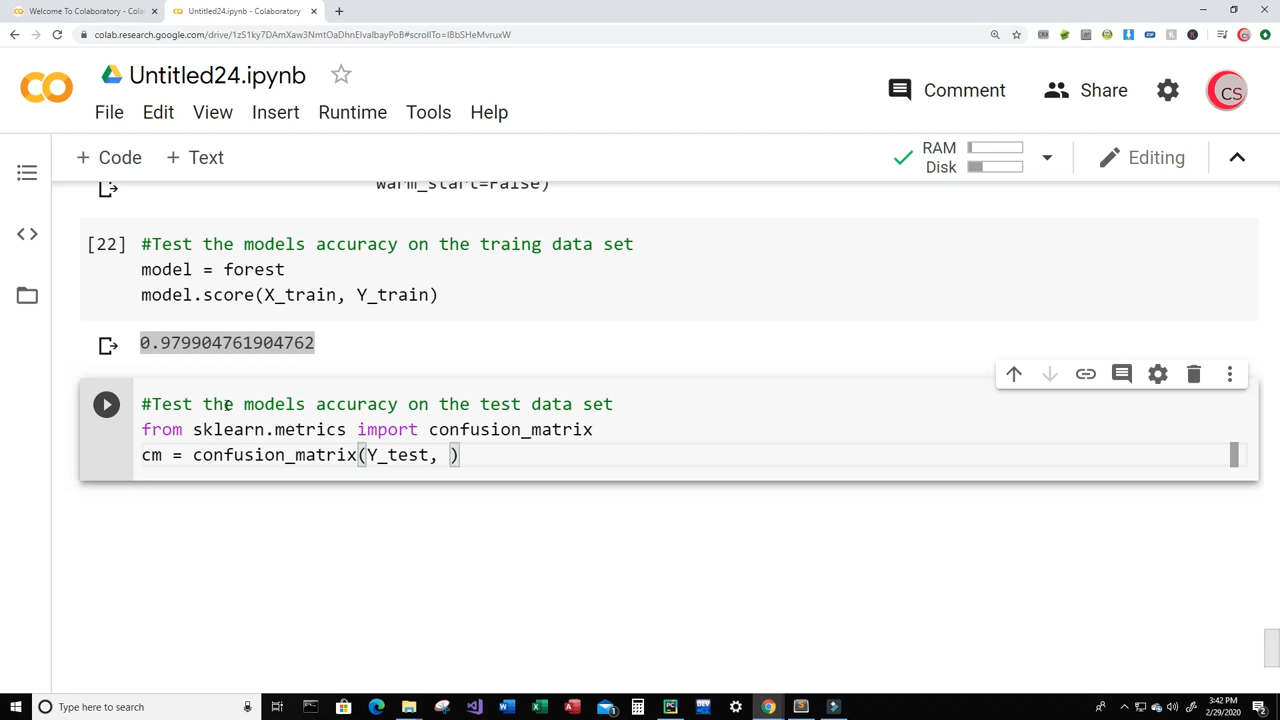 Welcome To Colaboratory - Colab
Untitled24.ipynb - Colaboratory
colab.research.google.com/drive/1zS1ky7DAmXaw3NmtOaDhnElvalbayPoB#scrollTo=IBbSHeMvruxW
Untitled24.ipynb
Comment
Share
CS
File Edit View Insert Runtime Tools Help
+ Code + Text
RAM
Disk
Editing
warm_start=False)
[22] #Test the models accuracy on the traing data set
model = forest
model.score(X_train, Y_train)
0.979904761904762
#Test the models accuracy on the test data set
from sklearn.metrics import confusion_matrix
cm = confusion_matrix(Y_test, )
Type here to search
3:42 PM
2/29/2020